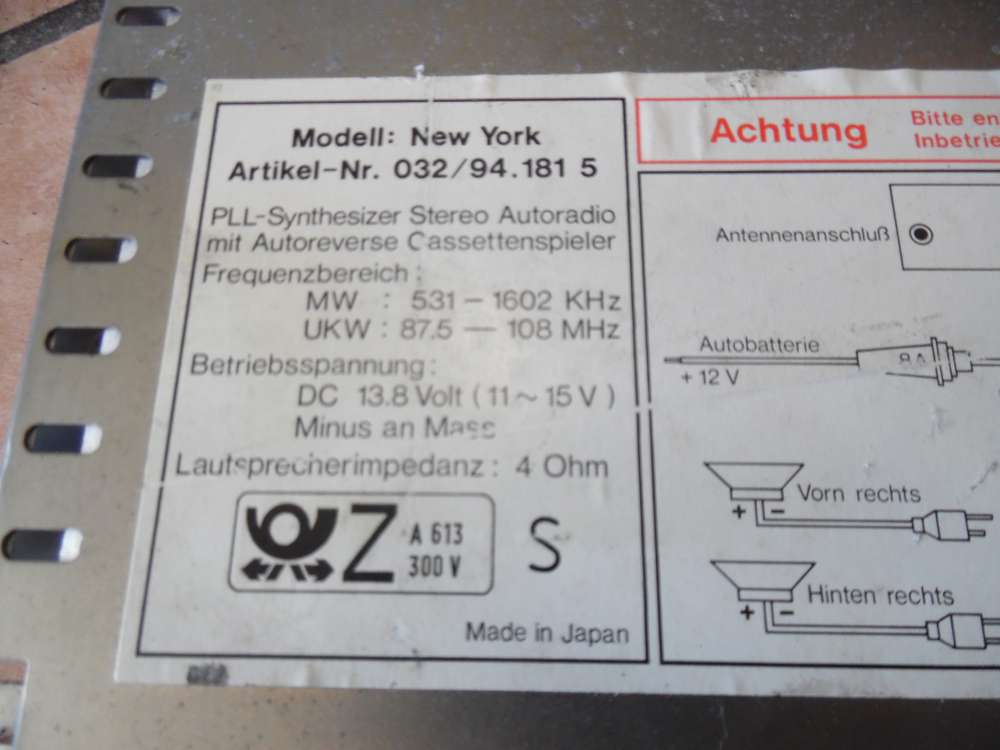 Modell: New York
Artikel-Nr. 032/94.181 5
PLL-Synthesizer Stereo Autoradio
mit Autoreverse Cassettenspieler
Frequenzbereich :
MW : 531 - 1602 KHz
UKW : 87.5 — 108 MHz
Betriebsspannung :
DC 13.8 Volt ( 11 ~ 15 V )
Minus an Masse
Lautsprecherimpedanz : 4 Ohm
Z A 613
300 V
S
Made in Japan
Achtung
Bitte en
Inbetrie
Antennenanschluß
Autobatterie
8A
+ 12 V
Vorn rechts
+ -
Hinten rechts
+ -